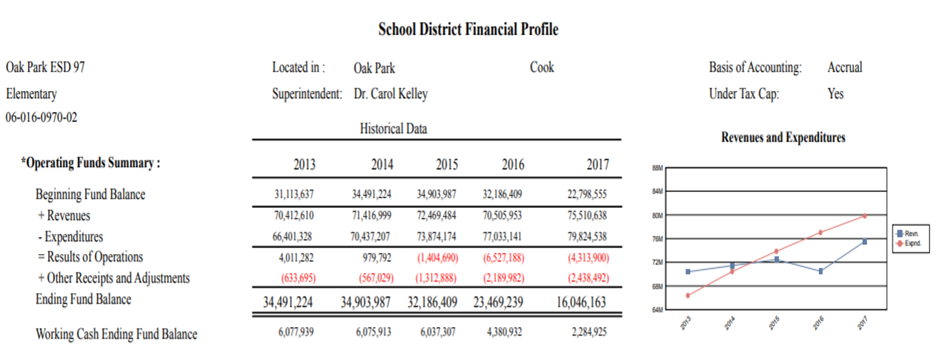 School District Financial Profile
Oak Park ESD 97 Located in : Oak Park Cook Basis of Accounting: Accrual
Elementary Superintendent: Dr. Carol Kelley Under Tax Cap: Yes
06-016-0970-02
Historical Data
Revenues and Expenditures
*Operating Funds Summary : 2013 2014 2015 2016 2017
Beginning Fund Balance 31,113,637 34,491,224 34,903,987 32,186,409 22,798,555
+ Revenues 70,412,610 71,416,999 72,469,484 70,505,953 75,510,638
- Expenditures 66,401,328 70,437,207 73,874,174 77,033,141 79,824,538
= Results of Operations 4,011,282 979,792 (1,404,690) (6,527,188) (4,313,900)
+ Other Receipts and Adjustments (633,695) (567,029) (1,312,888) (2,189,982) (2,438,492)
Ending Fund Balance 34,491,224 34,903,987 32,186,409 23,469,239 16,046,163
Working Cash Ending Fund Balance 6,077,939 6,075,913 6,037,307 4,380,932 2,284,925
88M
84M
80M
76M
72M
68M
64M
2013 2014 2015 2016 2017
Revn.
Expnd.